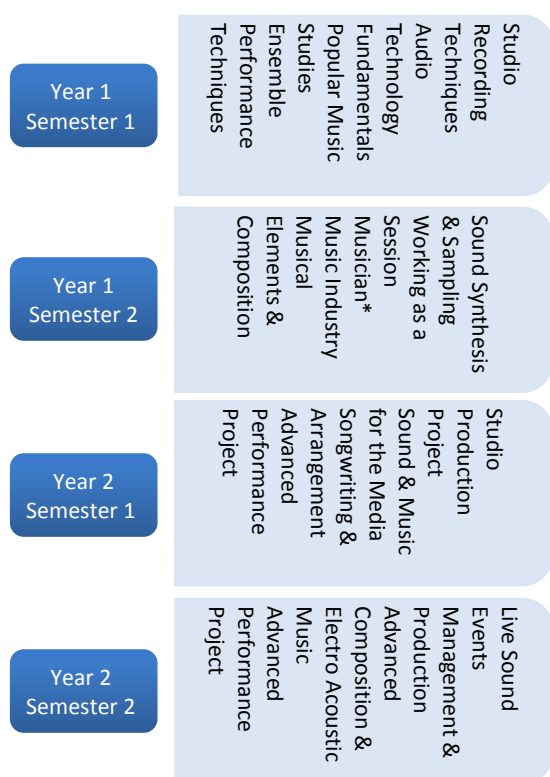 Year 1
Semester 1
Studio
Recording
Techniques
Audio
Technology
Fundamentals
Popular Music
Studies
Ensemble
Performance
Techniques
Year 1
Semester 2
Sound Synthesis
& Sampling
Working as a
Session
Musician*
Music Industry
Musical
Elements &
Composition
Year 2
Semester 1
Studio
Production
Project
Sound & Music
for the Media
Songwriting &
Arrangement
Advanced
Performance
Project
Year 2
Semester 2
Live Sound
Events
Management &
Production
Advanced
Composition &
Electro Acoustic
Music
Advanced
Performance
Project